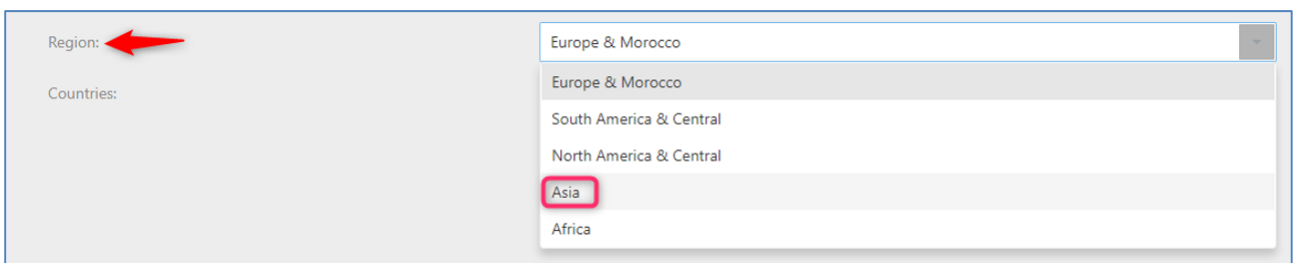 Region:
Europe & Morocco
Countries:
Europe & Morocco
South America & Central
North America & Central
Asia
Africa